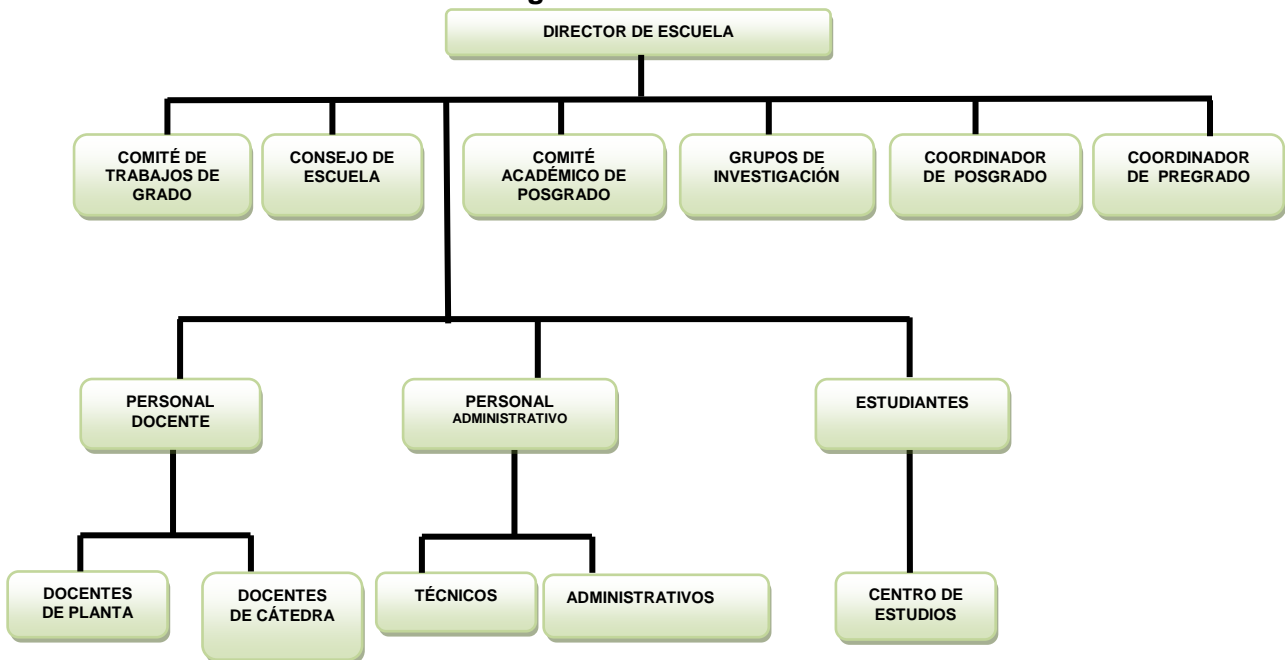 DIRECTOR DE ESCUELA
COMITÉ DE
TRABAJOS DE
GRADO
CONSEJO DE
ESCUELA
COMITÉ
ACADÉMICO DE
POSGRADO
GRUPOS DE
INVESTIGACIÓN
COORDINADOR
DE POSGRADO
COORDINADOR
DE PREGRADO
PERSONAL
DOCENTE
PERSONAL
ADMINISTRATIVO
ESTUDIANTES
DOCENTES
DE PLANTA
DOCENTES
DE CÁTEDRA
TÉCNICOS
ADMINISTRATIVOS
CENTRO DE
ESTUDIOS